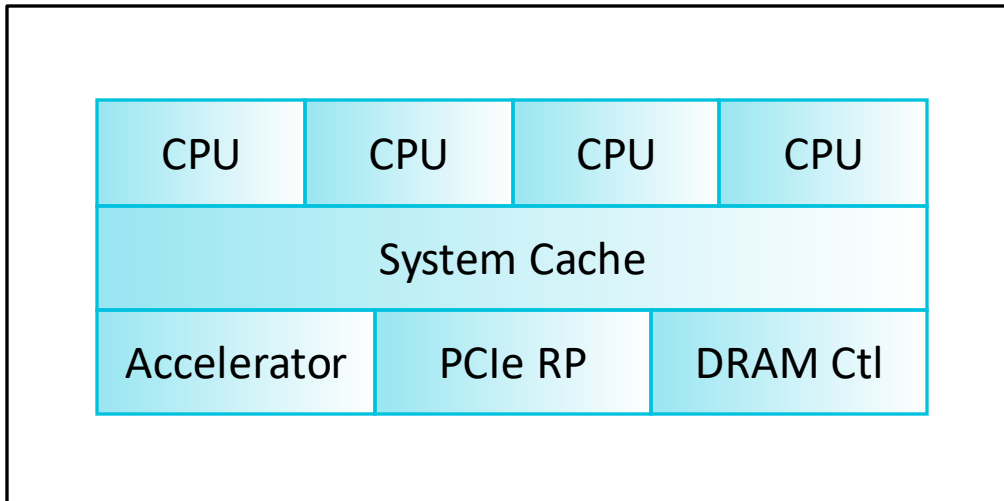 CPU CPU CPU CPU
System Cache
Accelerator PCIe RP DRAM Ctl